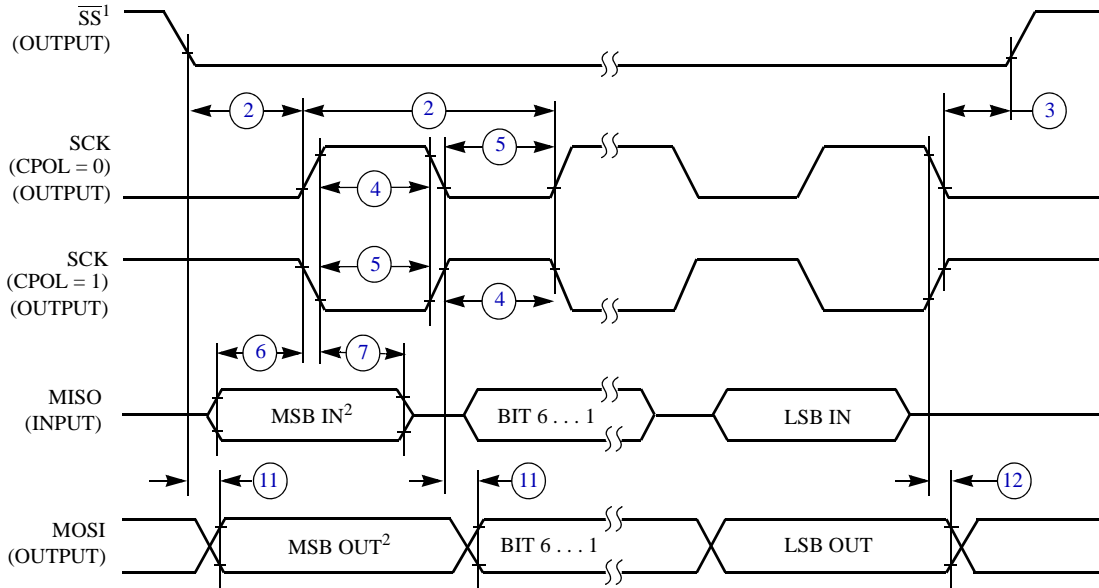 SS¹
(OUTPUT)
2
2
3
SCK
(CPOL = 0)
(OUTPUT)
5
4
SCK
(CPOL = 1)
(OUTPUT)
5
4
6
7
MISO
(INPUT)
MSB IN²
BIT 6 . . . 1
LSB IN
11
11
12
MOSI
(OUTPUT)
MSB OUT²
BIT 6 . . . 1
LSB OUT